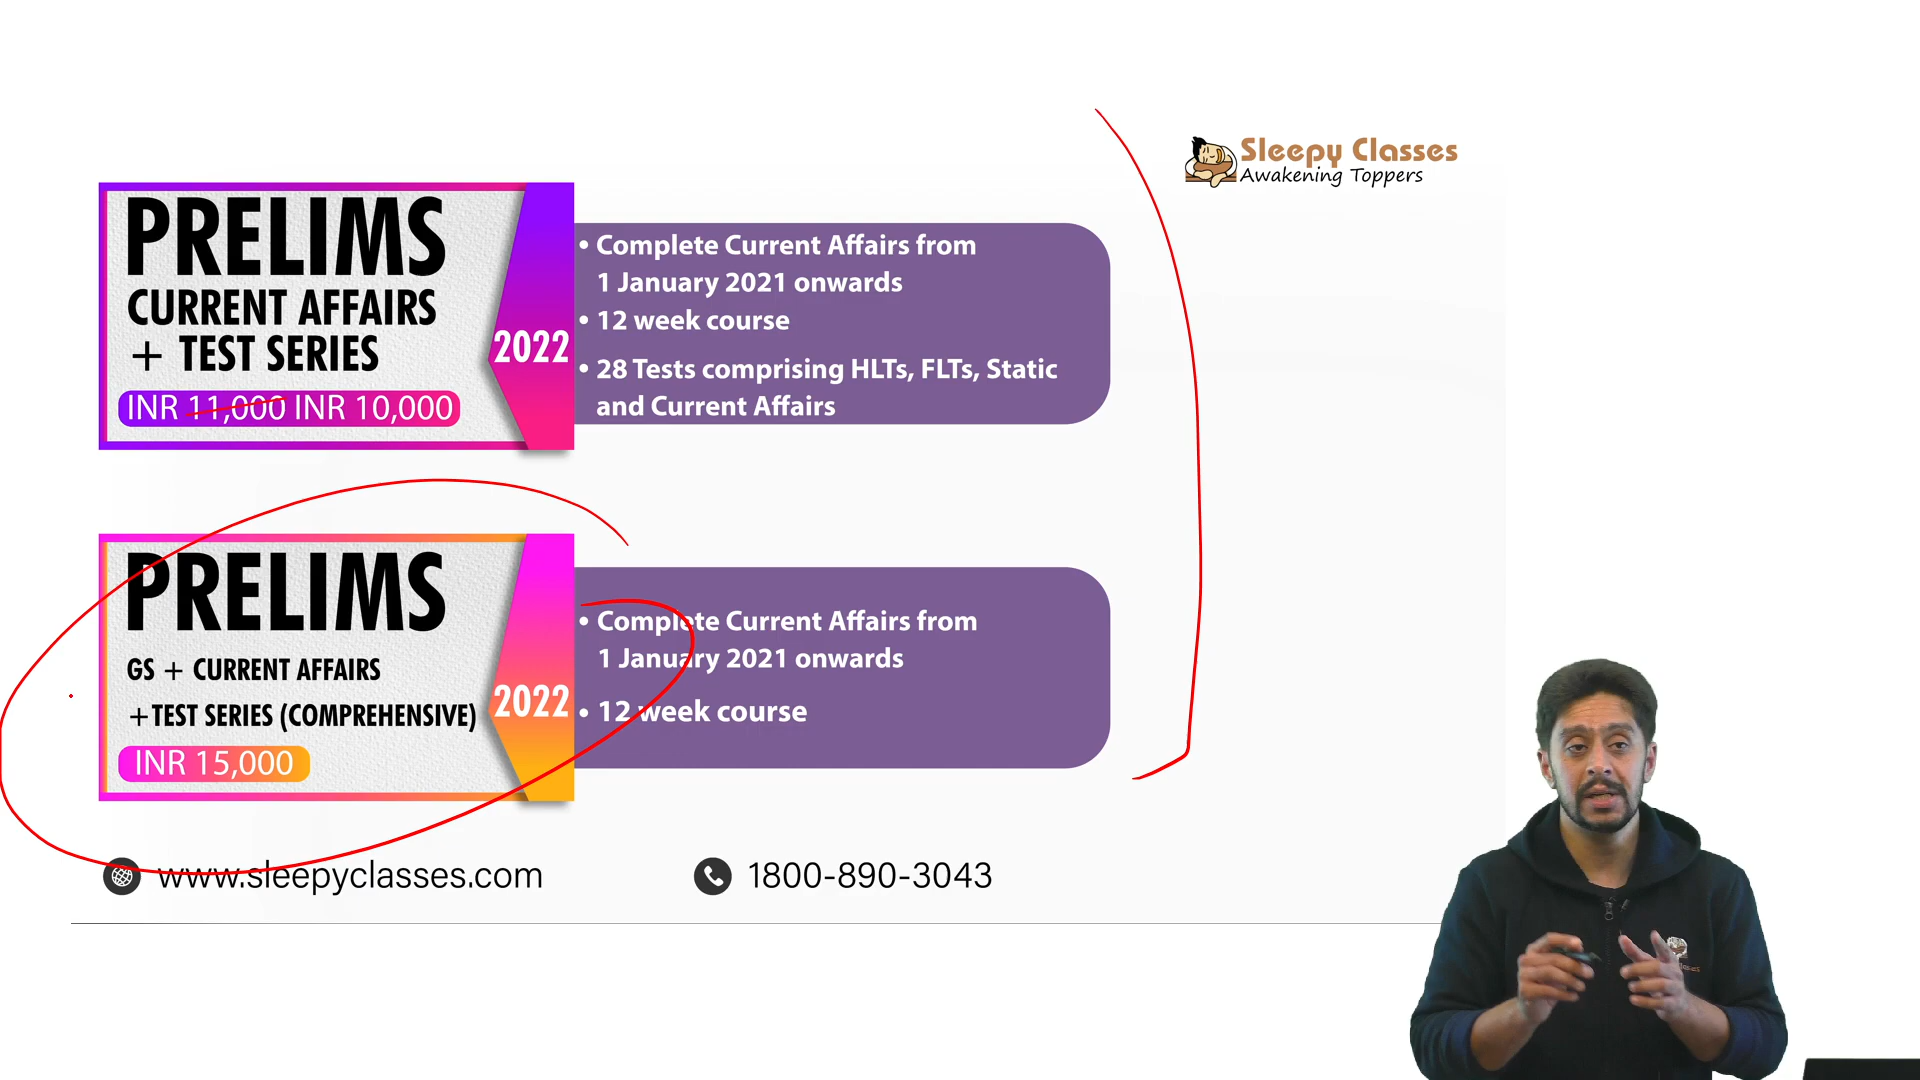 Sleepy Classes
Awakening Toppers
PRELIMS
CURRENT AFFAIRS
+ TEST SERIES
INR 11,000 INR 10,000
2022
• Complete Current Affairs from
1 January 2021 onwards
• 12 week course
• 28 Tests comprising HLTs, FLTs, Static
and Current Affairs
PRELIMS
GS + CURRENT AFFAIRS
+TEST SERIES (COMPREHENSIVE)
INR 15,000
2022
• Complete Current Affairs from
1 January 2021 onwards
• 12 week course
www.sleepyclasses.com
1800-890-3043